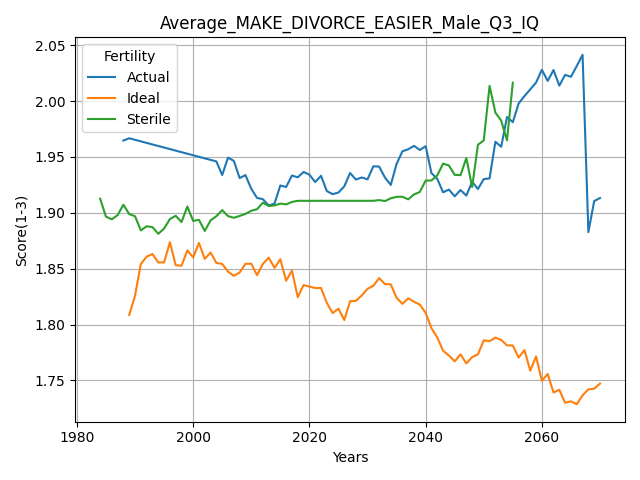 Average_MAKE_DIVORCE_EASIER_Male_Q3_IQ
Fertility
Actual
Ideal
Sterile
Score(1-3)
2.05
2.00
1.95
1.90
1.85
1.80
1.75
1980
2000
2020
2040
2060
Years